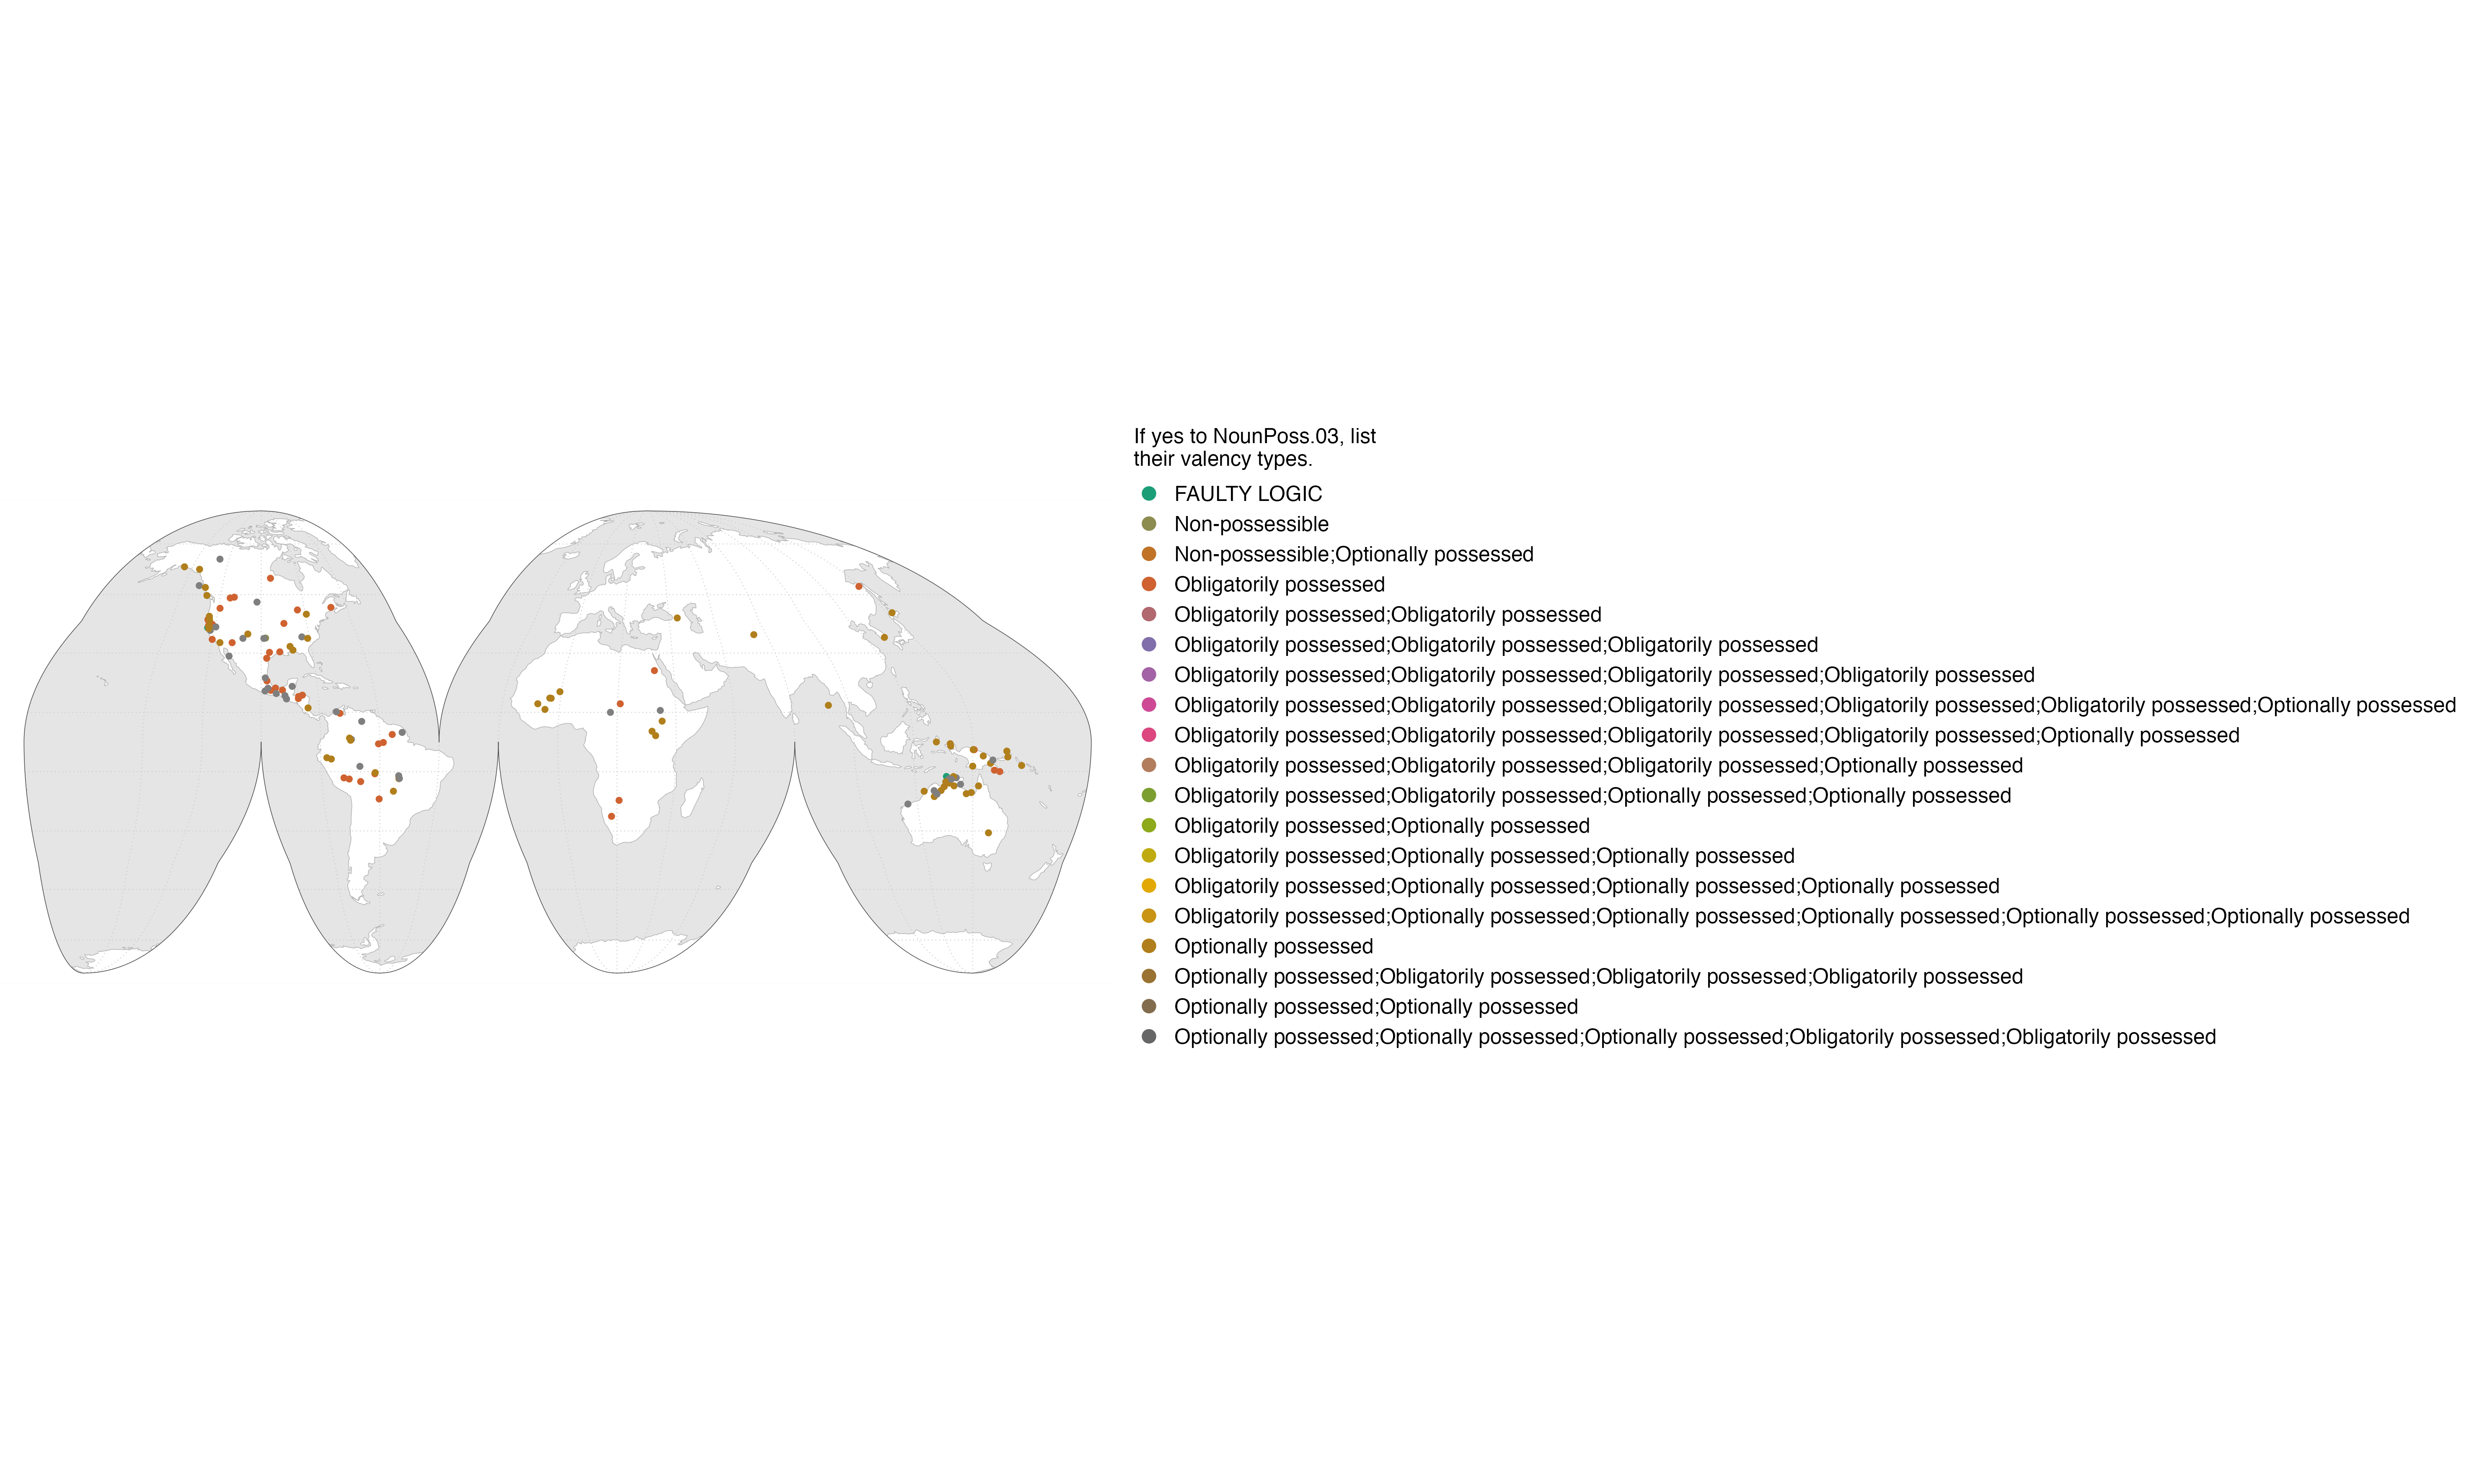 If yes to NounPoss.03, list
their valency types.
FAULTY LOGIC
Non-possessible
Non-possessible;Optionally possessed
Obligatorily possessed
Obligatorily possessed;Obligatorily possessed
Obligatorily possessed;Obligatorily possessed;Obligatorily possessed
Obligatorily possessed;Obligatorily possessed;Obligatorily possessed;Obligatorily possessed
Obligatorily possessed;Obligatorily possessed;Obligatorily possessed;Obligatorily possessed;Obligatorily possessed;Optionally possessed
Obligatorily possessed;Obligatorily possessed;Obligatorily possessed;Obligatorily possessed;Optionally possessed
Obligatorily possessed;Obligatorily possessed;Obligatorily possessed;Optionally possessed
Obligatorily possessed;Obligatorily possessed;Optionally possessed;Optionally possessed
Obligatorily possessed;Optionally possessed
Obligatorily possessed;Optionally possessed;Optionally possessed
Obligatorily possessed;Optionally possessed;Optionally possessed;Optionally possessed
Obligatorily possessed;Optionally possessed;Optionally possessed;Optionally possessed;Optionally possessed;Optionally possessed
Optionally possessed
Optionally possessed;Obligatorily possessed;Obligatorily possessed;Obligatorily possessed
Optionally possessed;Optionally possessed
Optionally possessed;Optionally possessed;Optionally possessed;Obligatorily possessed;Obligatorily possessed